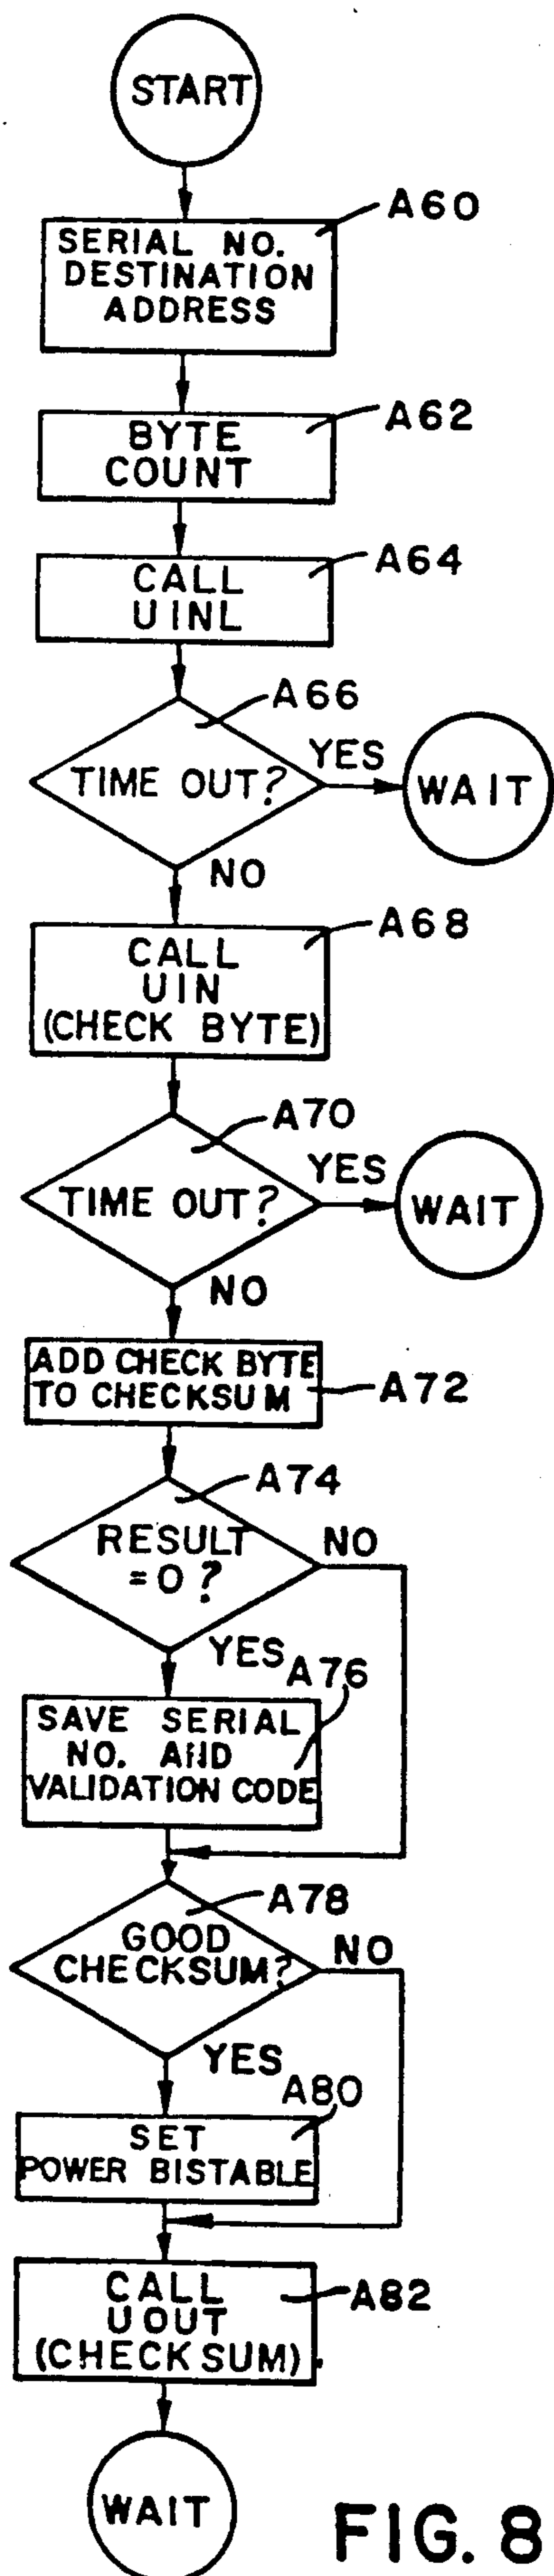 START
A60
SERIAL NO.
DESTINATION
ADDRESS
A62
BYTE
COUNT
A64
CALL
UINL
A66
TIME OUT?
YES
WAIT
NO
A68
CALL
UIN
(CHECK BYTE)
A70
TIME OUT?
YES
WAIT
NO
ADD CHECK BYTE
TO CHECKSUM
A72
A74
RESULT
=0?
NO
YES
A76
SAVE SERIAL
NO. AND
VALIDATION CODE
A78
GOOD
CHECKSUM?
NO
YES
A80
SET
POWER BISTABLE
CALL
UOUT
(CHECKSUM)
A82
WAIT
FIG. 8